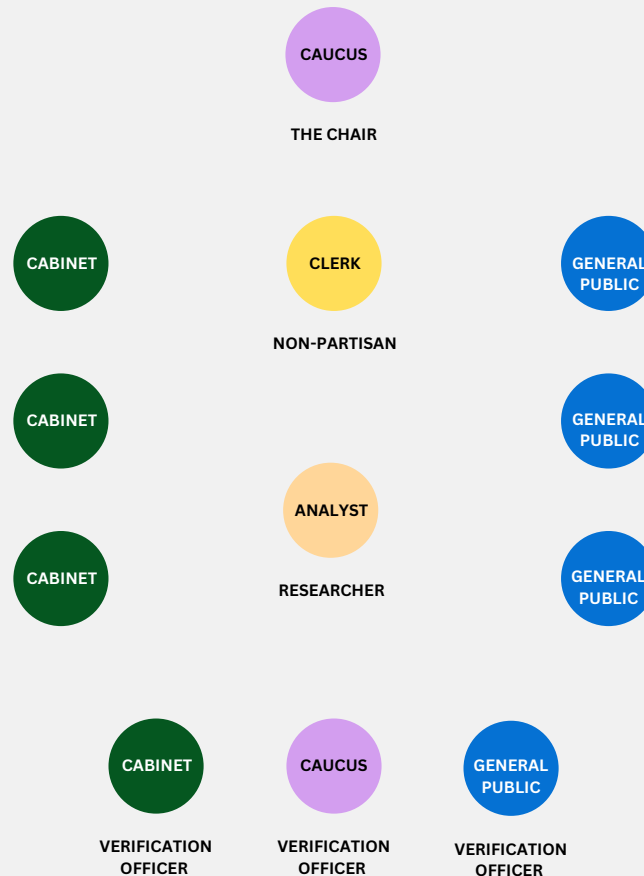 CAUCUS
THE CHAIR
CABINET
CLERK
GENERAL
PUBLIC
NON-PARTISAN
CABINET
GENERAL
PUBLIC
ANALYST
RESEARCHER
CABINET
GENERAL
PUBLIC
CABINET
CAUCUS
GENERAL
PUBLIC
VERIFICATION
OFFICER
VERIFICATION
OFFICER
VERIFICATION
OFFICER